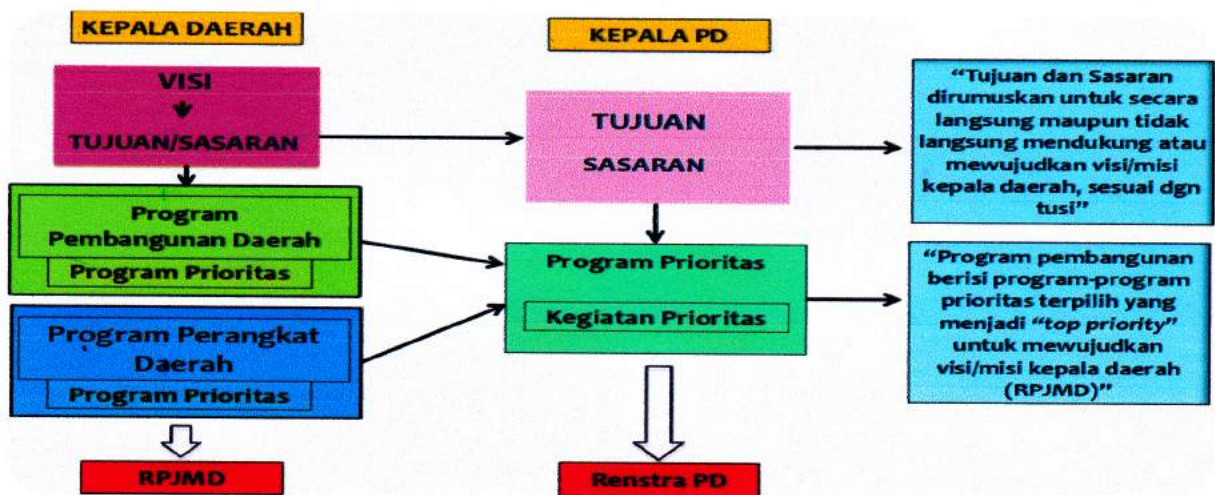 KEPALA DAERAH
VISI
TUJUAN/SASARAN
Program
Pembangunan Daerah
Program Prioritas
Program Perangkat
Daerah
Program Prioritas
RPJMD
KEPALA PD
TUJUAN
SASARAN
Program Prioritas
Kegiatan Prioritas
Renstra PD
“Tujuan dan Sasaran
dirumuskan untuk secara
langsung maupun tidak
langsung mendukung atau
mewujudkan visi/misi
kepala daerah, sesuai dgn
tusi”
“Program pembangunan
berisi program-program
prioritas terpilih yang
menjadi “top priority”
untuk mewujudkan
visi/misi kepala daerah
(RPJMD)”